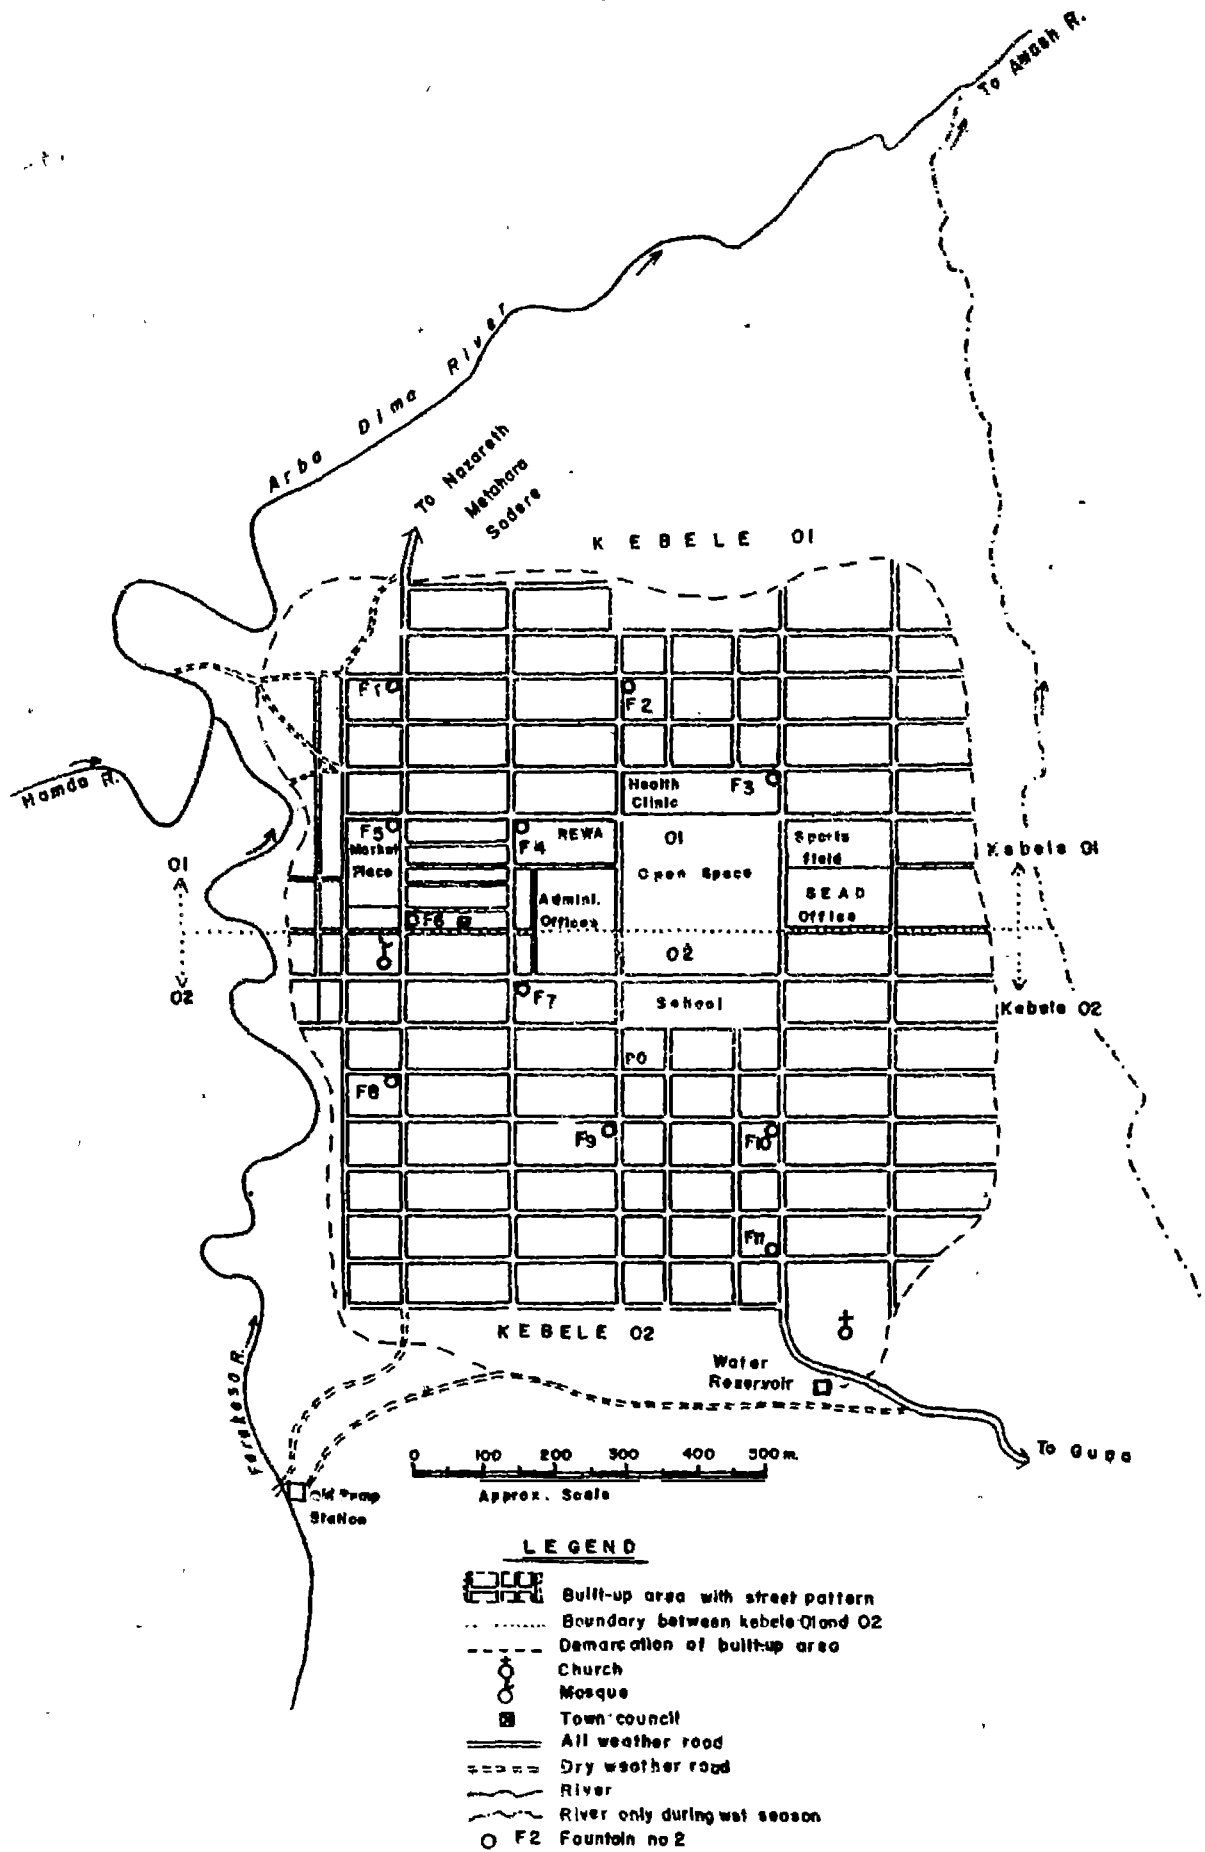 To Awash R.
Arba Dima River
To Nazareth
Metahara
Sodere
KEBELE 01
F1
F2
Hamda R.
Health
Clinic
F3
F5
Market
Place
F4
REWA
01
Open Space
Sports
field
SEAD
Office
Admini.
Offices
F6
01
02
Kebele 01
Kebele 02
02
School
F7
PO
F8
F9
F10
F11
KEBELE 02
Water
Reservoir
Farakesa R.
To Guna
0 100 200 300 400 500 m.
Approx. Scale
Old Pump
Station
LEGEND
Built-up area with street pattern
Boundary between kebele 01 and 02
Demarcation of built-up area
Church
Mosque
Town council
All weather road
Dry weather road
River
River only during wet season
F2 Fountain no 2